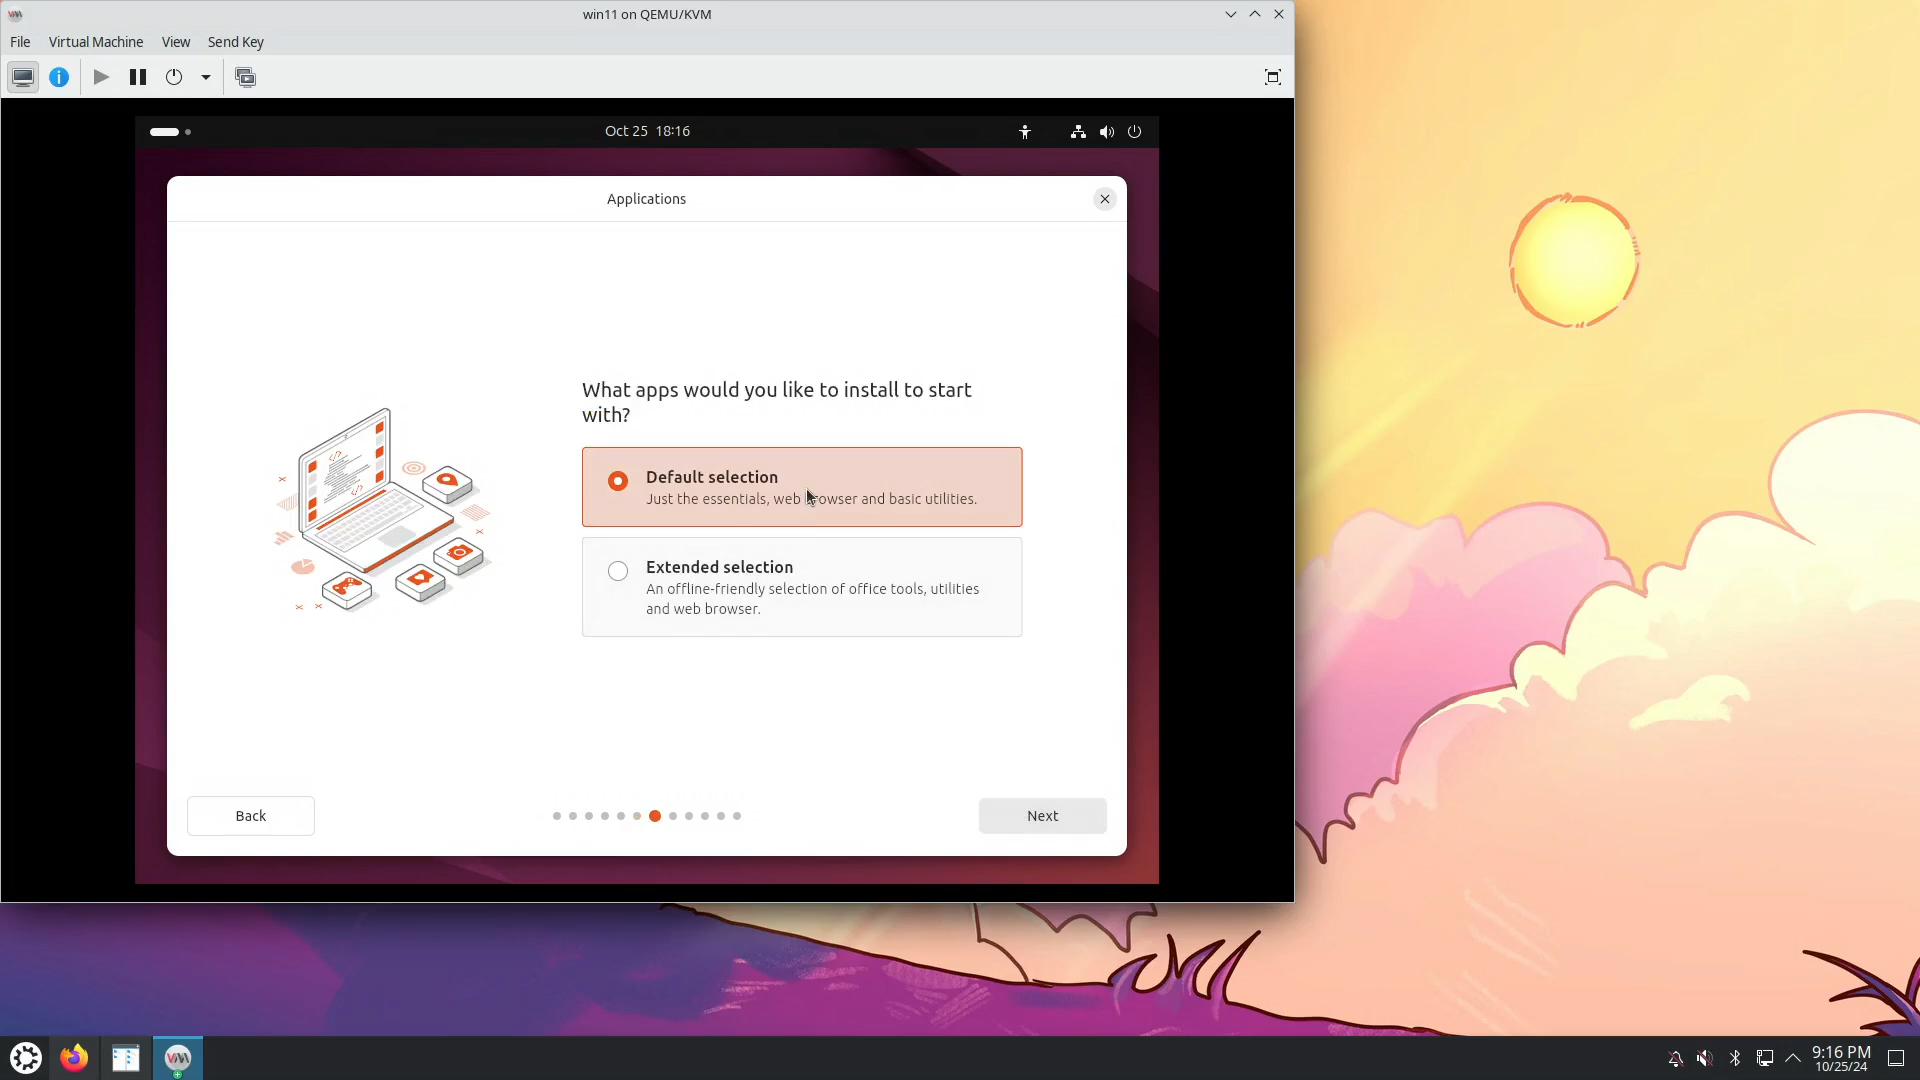 win11 on QEMU/KVM
File Virtual Machine View Send Key
Oct 25 18:16
Applications
What apps would you like to install to start
with?
Default selection
Just the essentials, web browser and basic utilities.
Extended selection
An offline-friendly selection of office tools, utilities
and web browser.
Back
Next
9:16 PM
10/25/24